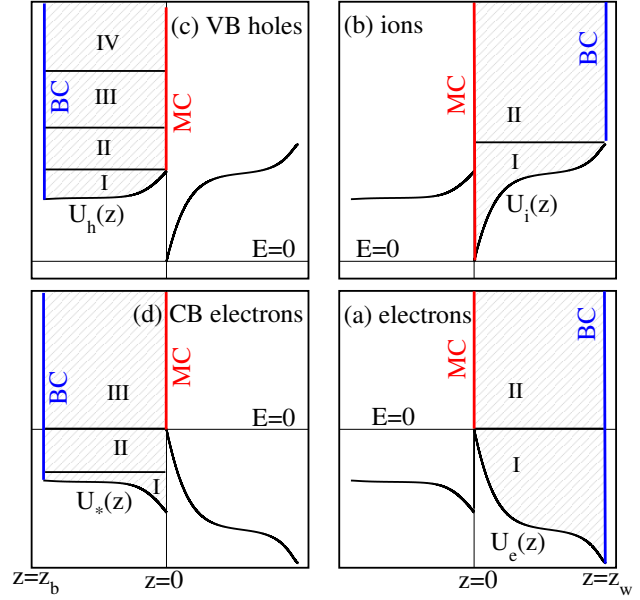 IV
(c) VB holes
BC
III
MC
II
I
U_h(z)
E=0
(b) ions
BC
MC
II
I
U_i(z)
E=0
(d) CB electrons
BC
MC
III
E=0
II
I
U_*(z)
z=z_b
z=0
(a) electrons
BC
MC
II
E=0
I
U_e(z)
z=0
z=z_w